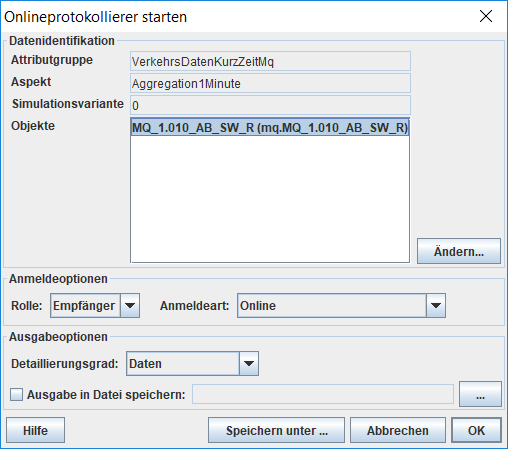 Onlineprotokollierer starten
Datenidentifikation
Attributgruppe VerkehrsDatenKurzZeitMq
Aspekt Aggregation1Minute
Simulationsvariante 0
Objekte MQ_1.010_AB_SW_R (mq.MQ_1.010_AB_SW_R)
Ändern...
Anmeldeoptionen
Rolle: Empfänger Anmeldeart: Online
Ausgabeoptionen
Detaillierungsgrad: Daten
Ausgabe in Datei speichern: ...
Hilfe Speichern unter ... Abbrechen OK